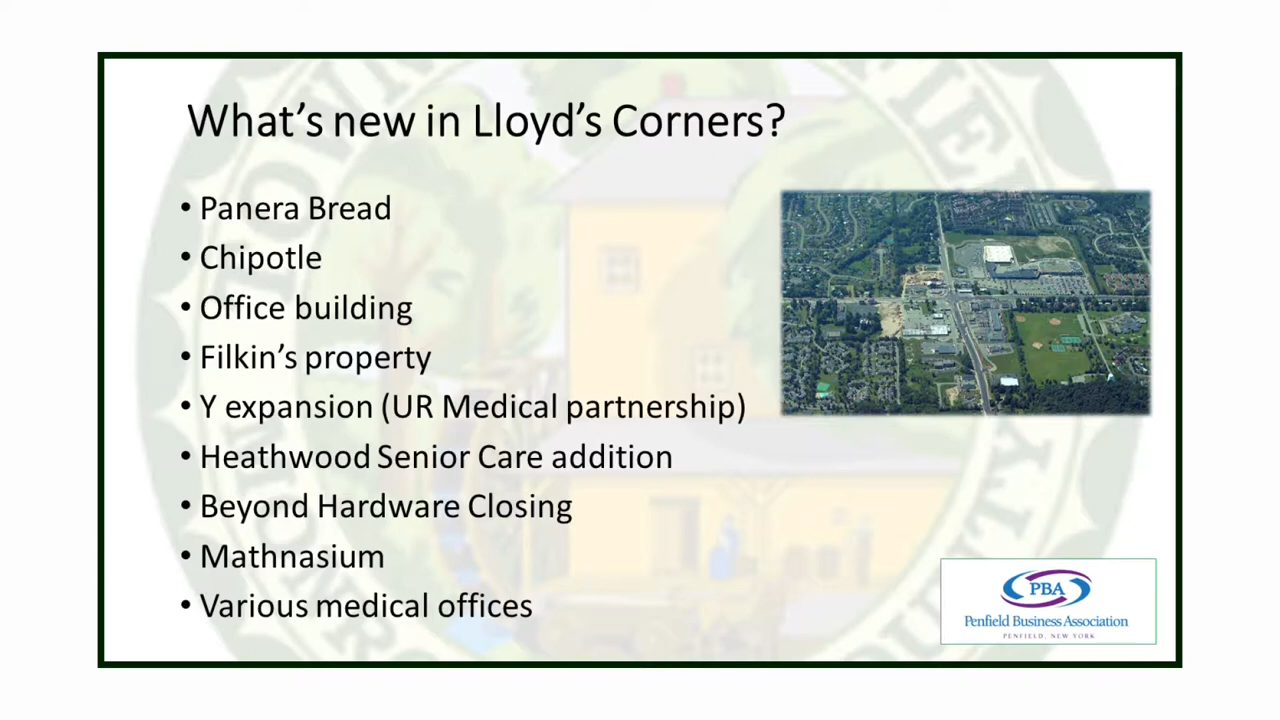 What's new in Lloyd's Corners?
• Panera Bread
• Chipotle
• Office building
• Filkin's property
• Y expansion (UR Medical partnership)
• Heathwood Senior Care addition
• Beyond Hardware Closing
• Mathnasium
• Various medical offices
PBA
Penfield Business Association
PENFIELD, NEW YORK